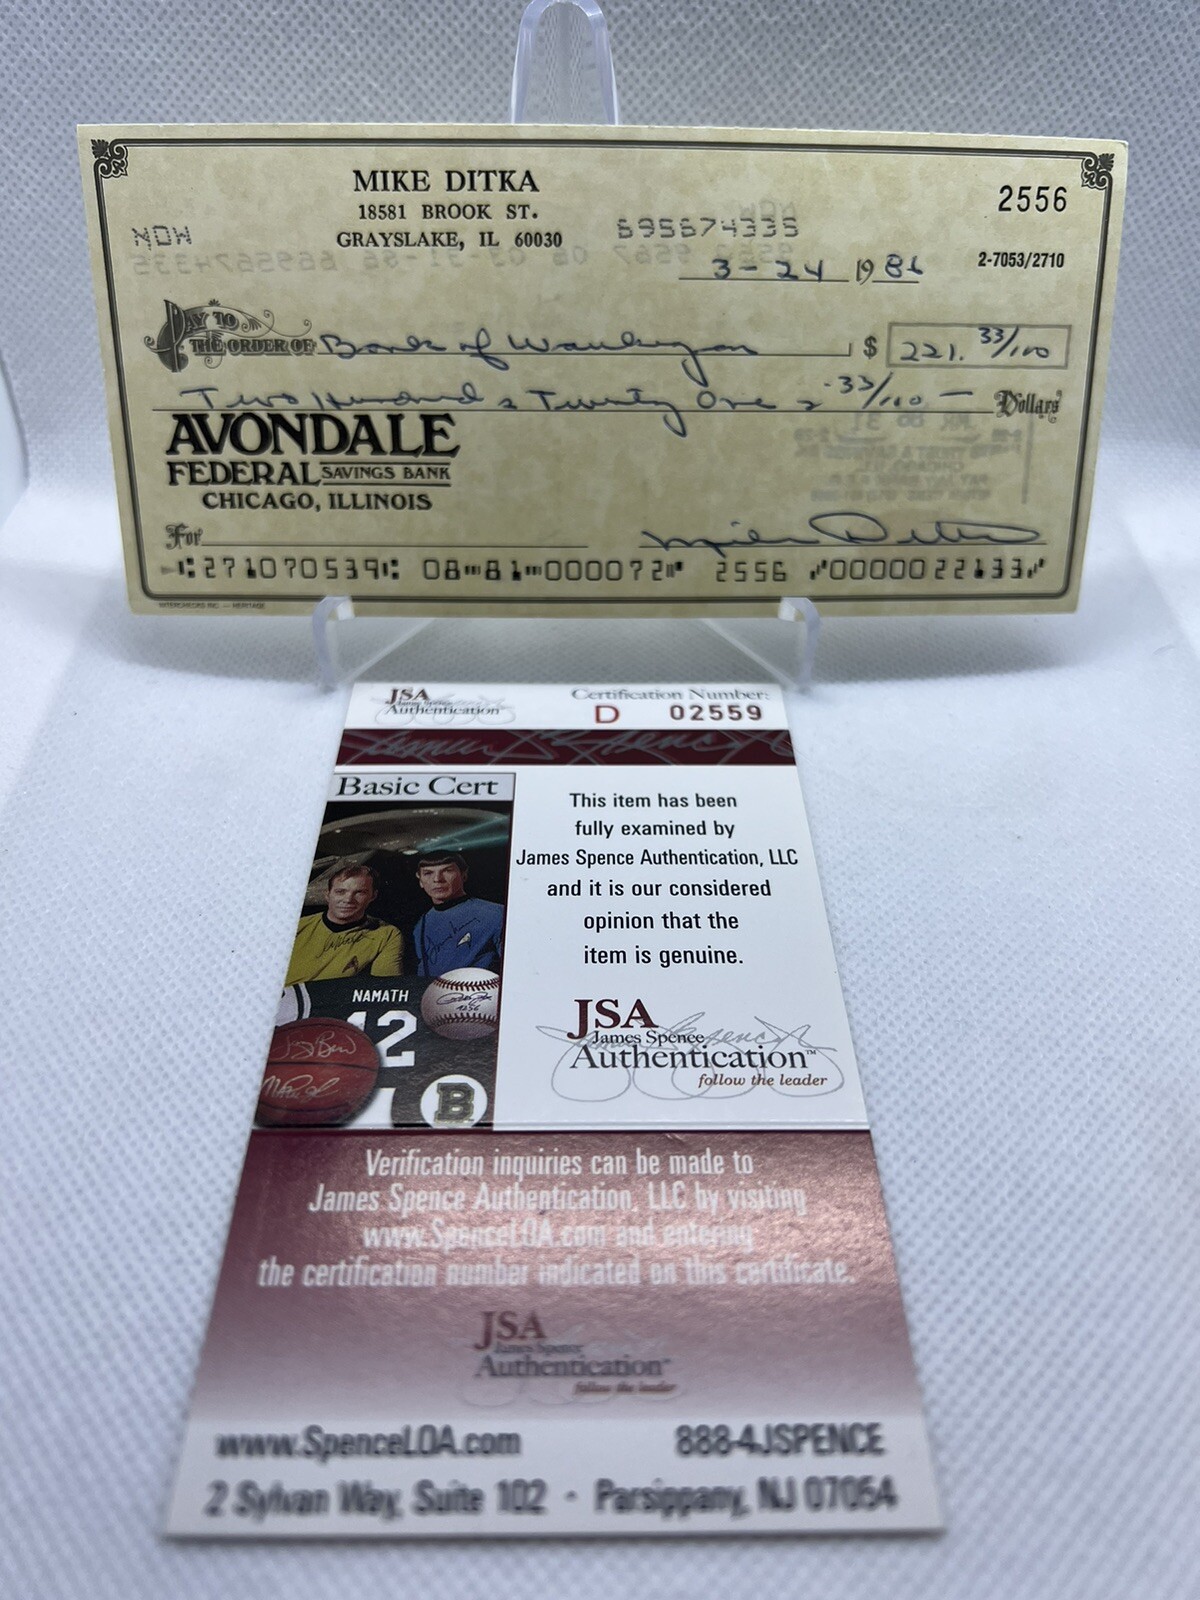 MIKE DITKA
18581 BROOK ST.
GRAYSLAKE, IL 60030
2556
NOW
695674335
2-7053/2710
3-24 1986
PAY TO THE ORDER OF Bank of Waukegan $ 221. 33/100
Two Hundred & Twenty One & 33/100 — Dollars
AVONDALE
FEDERAL SAVINGS BANK
CHICAGO, ILLINOIS
For
Mike Ditka
⑆271070539⑆ 08⑈81⑈000072⑈ 2556 ⑈0000022133⑈
INTERCHECKS INC. — HERITAGE
JSA
James Spence
Authentication
Certification Number:
D 02559
Basic Cert
This item has been
fully examined by
James Spence Authentication, LLC
and it is our considered
opinion that the
item is genuine.
NAMATH
12
B
JSA
James Spence
Authentication™
follow the leader
Verification inquiries can be made to
James Spence Authentication, LLC by visiting
www.SpenceLOA.com and entering
the certification number indicated on this certificate.
JSA
James Spence
Authentication
follow the leader
www.SpenceLOA.com 888-4JSPENCE
2 Sylvan Way, Suite 102 · Parsippany, NJ 07054